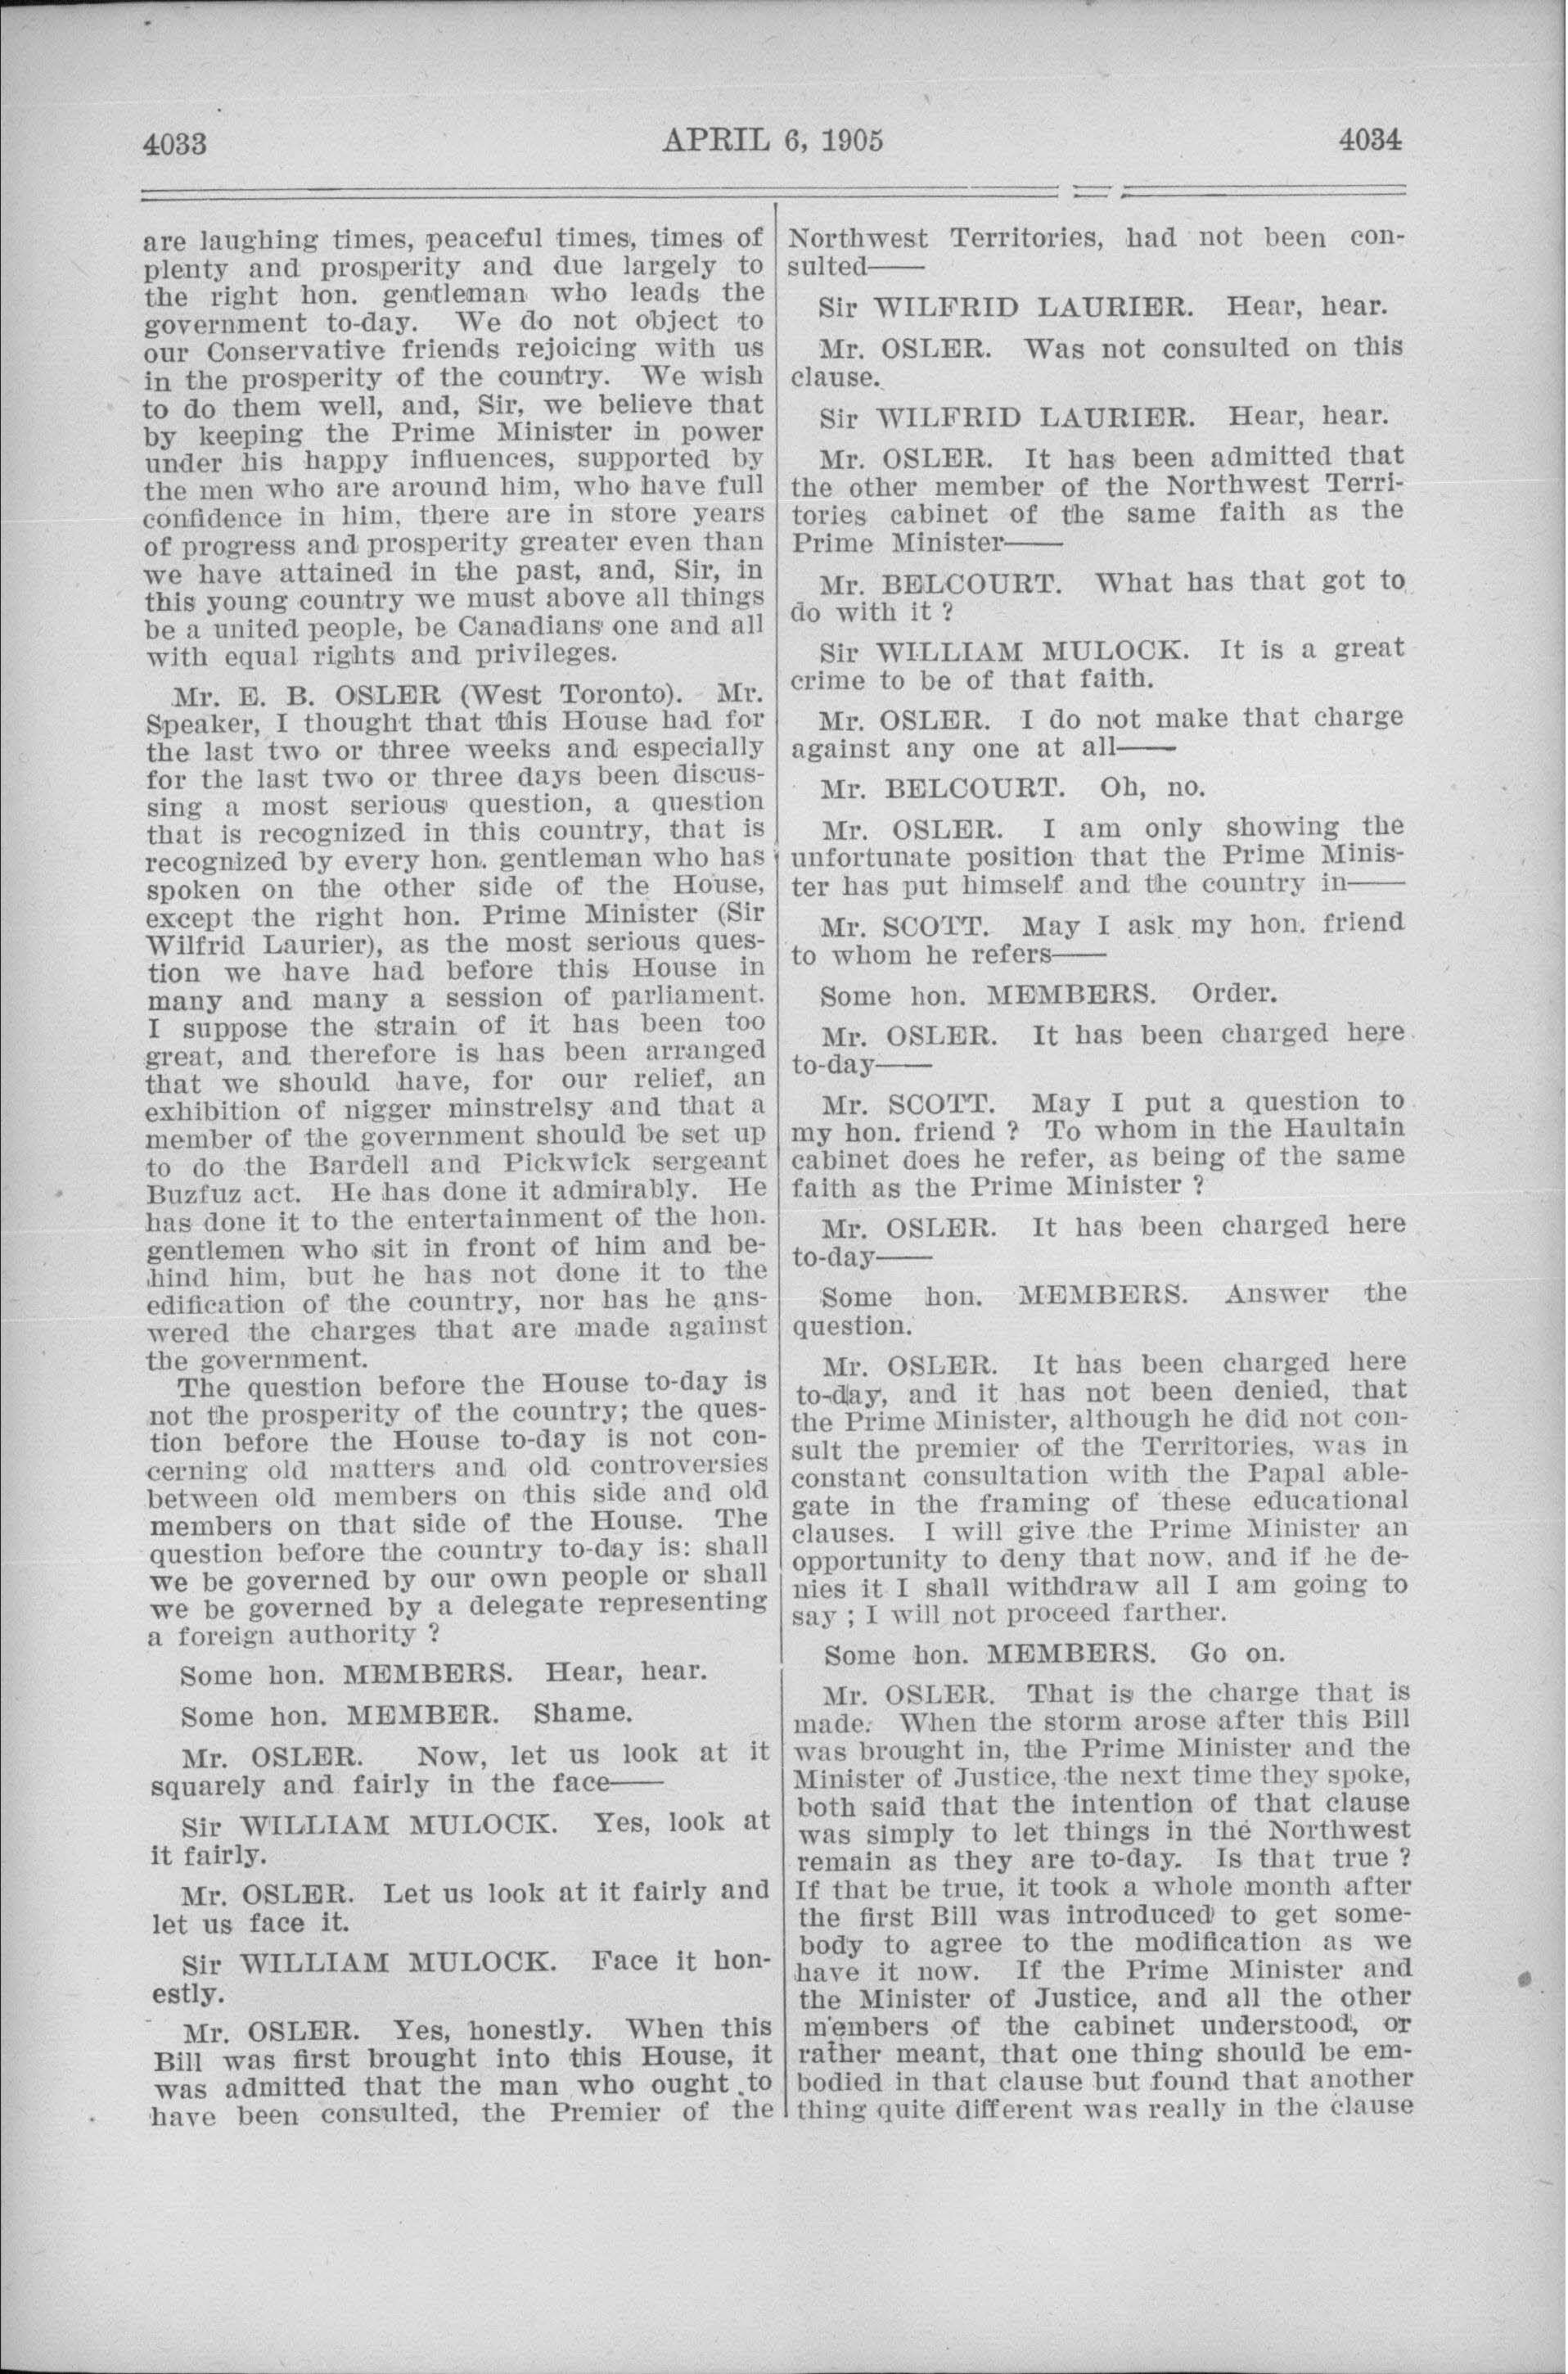 4033 APRIL 6, 1905 4034
are laughing times, peaceful times, times of
plenty and prosperity and due largely to
the right hon. gentleman who leads the
government to-day. We do not object to
our Conservative friends rejoicing with us
in the prosperity of the country. We wish
to do them well, and, Sir, we believe that
by keeping the Prime Minister in power
under his happy influences, supported by
the men who are around him, who have full
confidence in him, there are in store years
of progress and prosperity greater even than
we have attained in the past, and, Sir, in
this young country we must above all things
be a united people, be Canadians one and all
with equal rights and privileges.
Mr. E. B. OSLER (West Toronto). Mr.
Speaker, I thought that this House had for
the last two or three weeks and especially
for the last two or three days been discus-
sing a most serious question, a question
that is recognized in this country, that is
recognized by every hon. gentleman who has
spoken on the other side of the House,
except the right hon. Prime Minister (Sir
Wilfrid Laurier), as the most serious ques-
tion we have had before this House in
many and many a session of parliament.
I suppose the strain of it has been too
great, and therefore is has been arranged
that we should have, for our relief, an
exhibition of nigger minstrelsy and that a
member of the government should be set up
to do the Bardell and Pickwick sergeant
Buzfuz act. He has done it admirably. He
has done it to the entertainment of the hon.
gentlemen who sit in front of him and be-
hind him, but he has not done it to the
edification of the country, nor has he ans-
wered the charges that are made against
the government.
The question before the House to-day is
not the prosperity of the country; the ques-
tion before the House to-day is not con-
cerning old matters and old controversies
between old members on this side and old
members on that side of the House. The
question before the country to-day is: shall
we be governed by our own people or shall
we be governed by a delegate representing
a foreign authority ?
Some hon. MEMBERS. Hear, hear.
Some hon. MEMBER. Shame.
Mr. OSLER. Now, let us look at it
squarely and fairly in the face——
Sir WILLIAM MULOCK. Yes, look at
it fairly.
Mr. OSLER. Let us look at it fairly and
let us face it.
Sir WILLIAM MULOCK. Face it hon-
estly.
Mr. OSLER. Yes, honestly. When this
Bill was first brought into this House, it
was admitted that the man who ought to
have been consulted, the Premier of the
Northwest Territories, had not been con-
sulted——
Sir WILFRID LAURIER. Hear, hear.
Mr. OSLER. Was not consulted on this
clause.
Sir WILFRID LAURIER. Hear, hear.
Mr. OSLER. It has been admitted that
the other member of the Northwest Terri-
tories cabinet of the same faith as the
Prime Minister——
Mr. BELCOURT. What has that got to
do with it ?
Sir WILLIAM MULOCK. It is a great
crime to be of that faith.
Mr. OSLER. I do not make that charge
against any one at all——
Mr. BELCOURT. Oh, no.
Mr. OSLER. I am only showing the
unfortunate position that the Prime Minis-
ter has put himself and the country in——
Mr. SCOTT. May I ask my hon. friend
to whom he refers——
Some hon. MEMBERS. Order.
Mr. OSLER. It has been charged here
to-day——
Mr. SCOTT. May I put a question to
my hon. friend ? To whom in the Haultain
cabinet does he refer, as being of the same
faith as the Prime Minister ?
Mr. OSLER. It has been charged here
to-day——
Some hon. MEMBERS. Answer the
question.
Mr. OSLER. It has been charged here
to-day, and it has not been denied, that
the Prime Minister, although he did not con-
sult the premier of the Territories, was in
constant consultation with the Papal able-
gate in the framing of these educational
clauses. I will give the Prime Minister an
opportunity to deny that now, and if he de-
nies it I shall withdraw all I am going to
say ; I will not proceed farther.
Some hon. MEMBERS. Go on.
Mr. OSLER. That is the charge that is
made. When the storm arose after this Bill
was brought in, the Prime Minister and the
Minister of Justice, the next time they spoke,
both said that the intention of that clause
was simply to let things in the Northwest
remain as they are to-day. Is that true ?
If that be true, it took a whole month after
the first Bill was introduced to get some-
body to agree to the modification as we
have it now. If the Prime Minister and
the Minister of Justice, and all the other
members of the cabinet understood, or
rather meant, that one thing should be em-
bodied in that clause but found that another
thing quite different was really in the clause